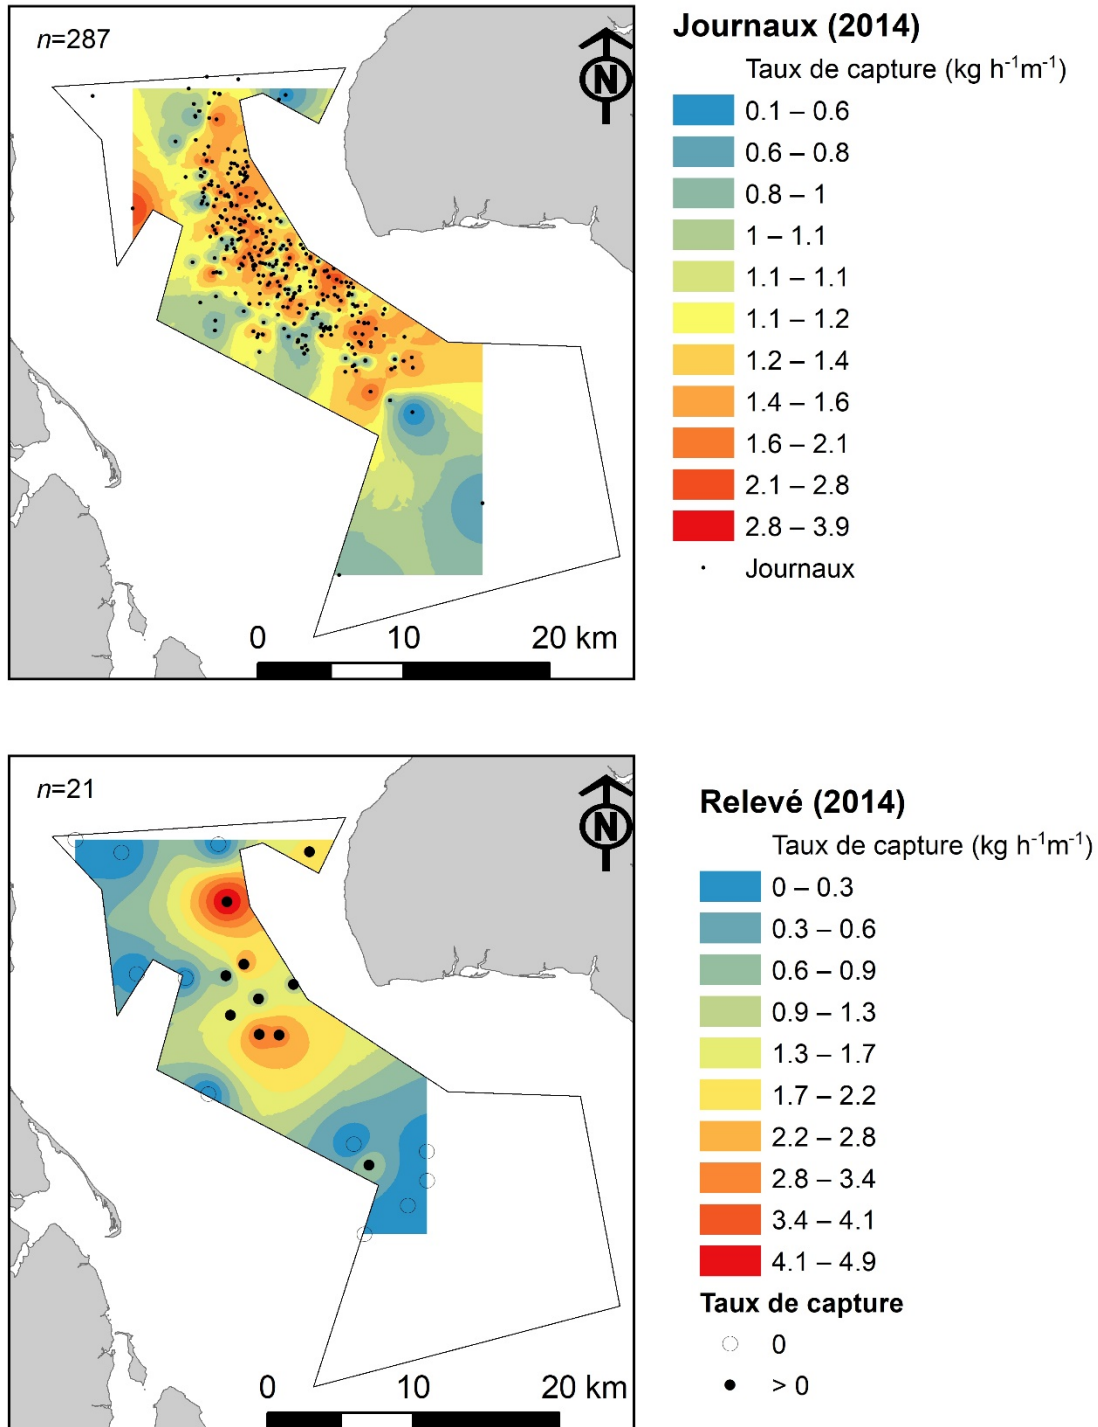 n=287
N
0 10 20 km
Journaux (2014)
Taux de capture (kg h⁻¹m⁻¹)
0.1 – 0.6
0.6 – 0.8
0.8 – 1
1 – 1.1
1.1 – 1.1
1.1 – 1.2
1.2 – 1.4
1.4 – 1.6
1.6 – 2.1
2.1 – 2.8
2.8 – 3.9
Journaux
n=21
N
0 10 20 km
Relevé (2014)
Taux de capture (kg h⁻¹m⁻¹)
0 – 0.3
0.3 – 0.6
0.6 – 0.9
0.9 – 1.3
1.3 – 1.7
1.7 – 2.2
2.2 – 2.8
2.8 – 3.4
3.4 – 4.1
4.1 – 4.9
Taux de capture
0
> 0